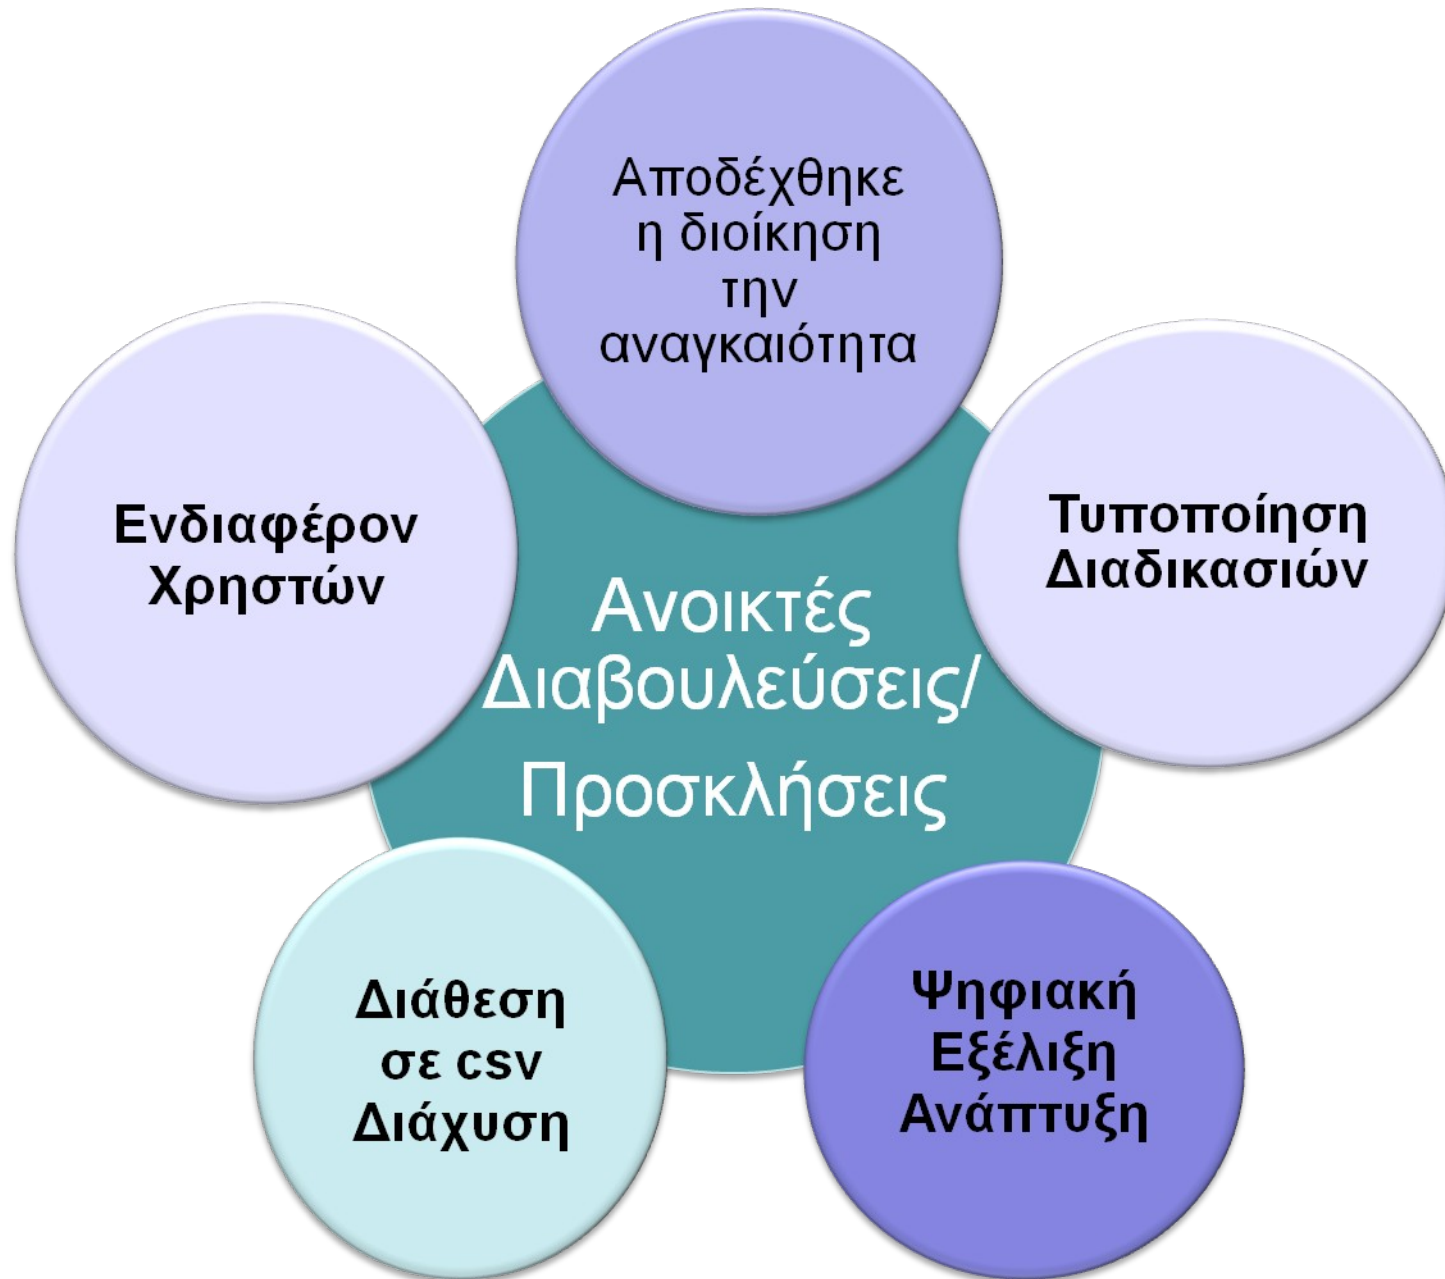 Αποδέχθηκε
η διοίκηση
την
αναγκαιότητα
Ενδιαφέρον
Χρηστών
Τυποποίηση
Διαδικασιών
Ανοικτές
Διαβουλεύσεις/
Προσκλήσεις
Διάθεση
σε csv
Διάχυση
Ψηφιακή
Εξέλιξη
Ανάπτυξη